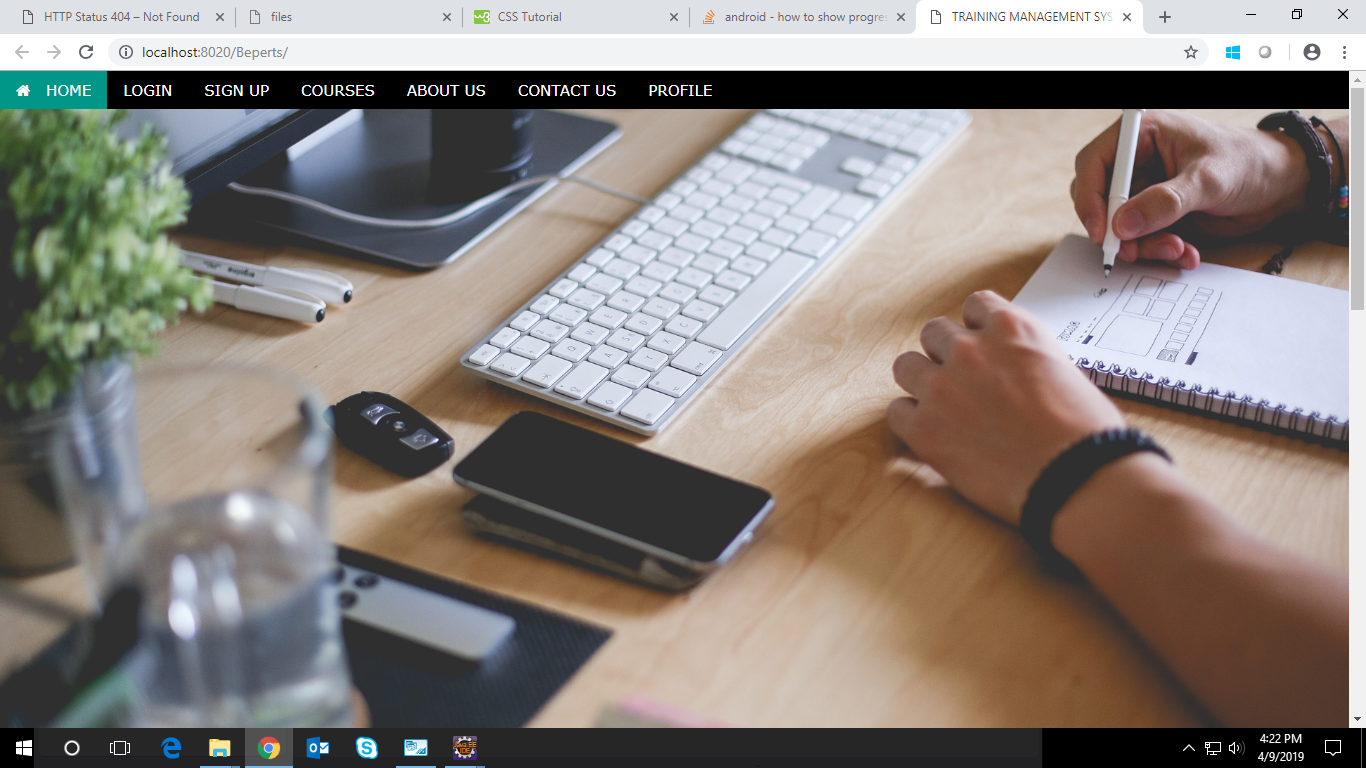 HTTP Status 404 – Not Found
files
CSS Tutorial
android - how to show progres
TRAINING MANAGEMENT SYS
localhost:8020/Beperts/
HOME LOGIN SIGN UP COURSES ABOUT US CONTACT US PROFILE
4:22 PM
4/9/2019